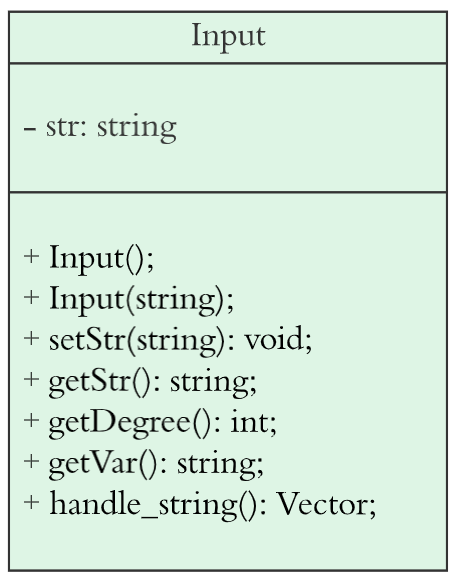 Input
- str: string
+ Input();
+ Input(string);
+ setStr(string): void;
+ getStr(): string;
+ getDegree(): int;
+ getVar(): string;
+ handle_string(): Vector;